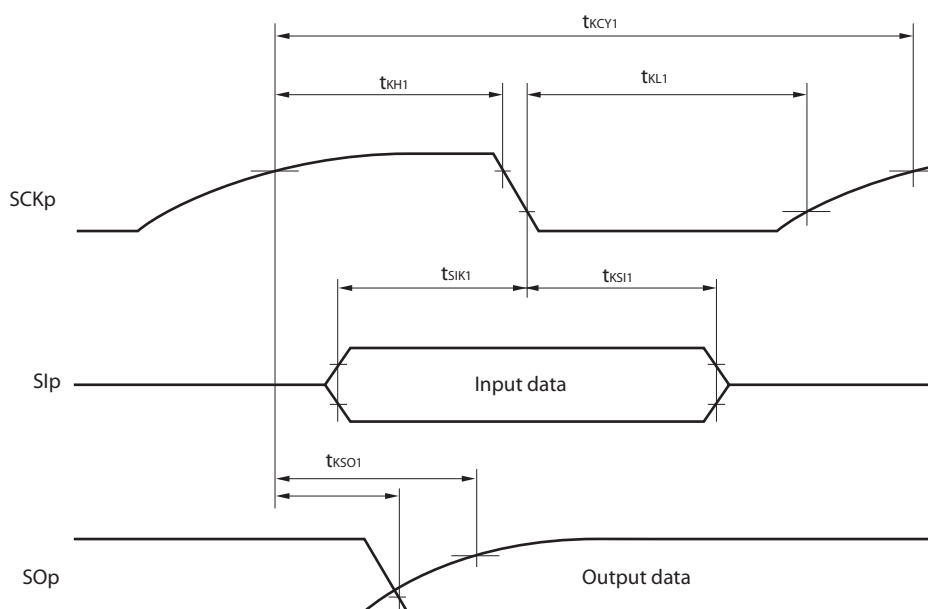 tKCY1
tKH1
tKL1
SCKp
tSIK1
tKSI1
SIp
Input data
tKSO1
SOp
Output data